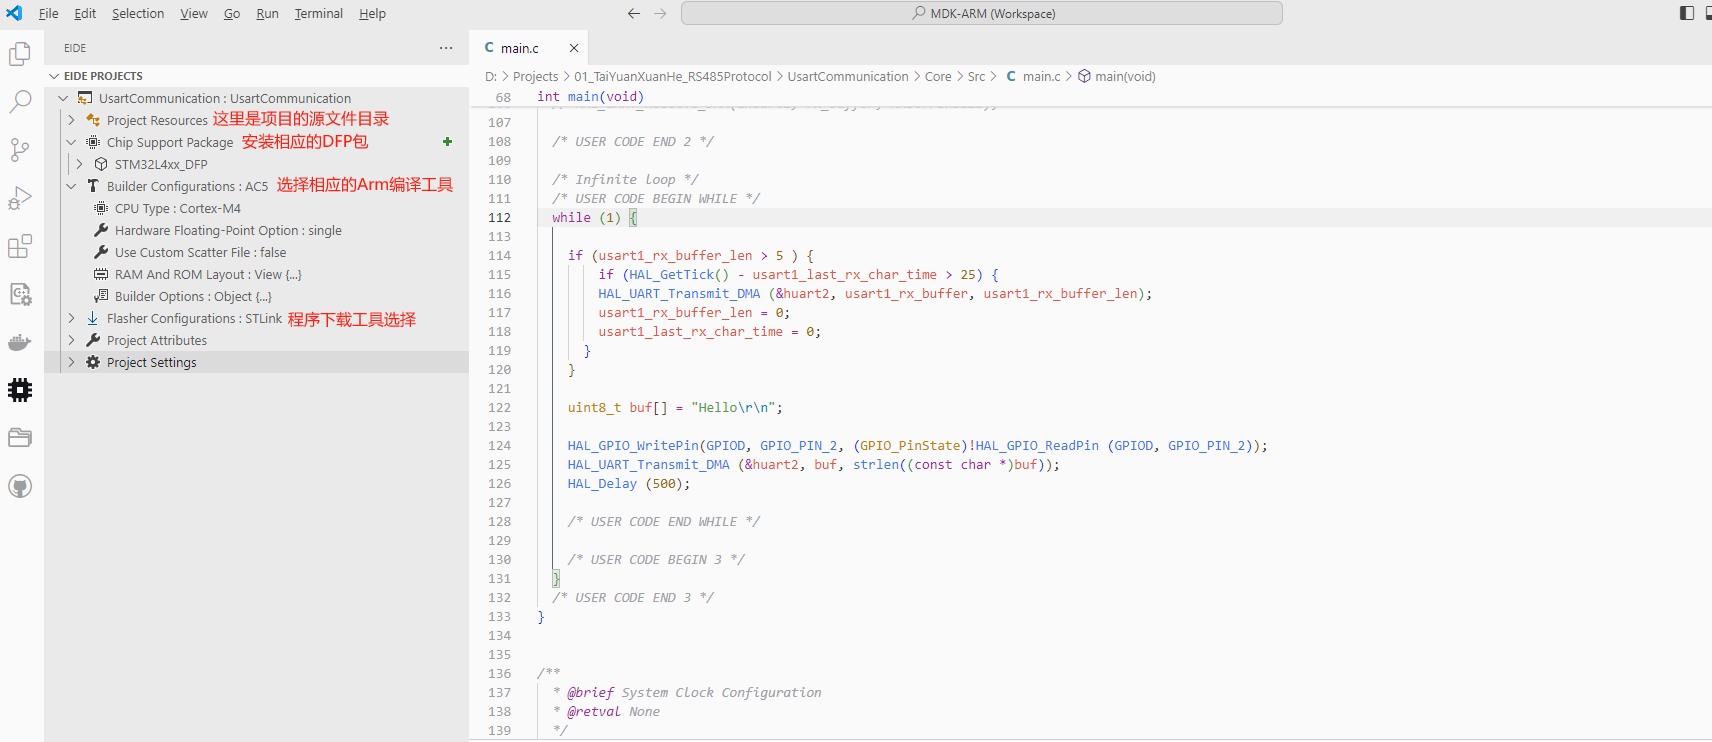 File Edit Selection View Go Run Terminal Help
MDK-ARM (Workspace)
EIDE
EIDE PROJECTS
UsartCommunication : UsartCommunication
Project Resources 这里是项目的源文件目录
Chip Support Package 安装相应的DFP包
STM32L4xx_DFP
Builder Configurations : AC5 选择相应的Arm编译工具
CPU Type : Cortex-M4
Hardware Floating-Point Option : single
Use Custom Scatter File : false
RAM And ROM Layout : View {...}
Builder Options : Object {...}
Flasher Configurations : STLink 程序下载工具选择
Project Attributes
Project Settings
C main.c
D: > Projects > 01_TaiYuanXuanHe_RS485Protocol > UsartCommunication > Core > Src > C main.c > main(void)
68 int main(void)
107
108 /* USER CODE END 2 */
109
110 /* Infinite loop */
111 /* USER CODE BEGIN WHILE */
112 while (1) {
113
114 if (usart1_rx_buffer_len > 5 ) {
115 if (HAL_GetTick() - usart1_last_rx_char_time > 25) {
116 HAL_UART_Transmit_DMA (&huart2, usart1_rx_buffer, usart1_rx_buffer_len);
117 usart1_rx_buffer_len = 0;
118 usart1_last_rx_char_time = 0;
119 }
120 }
121
122 uint8_t buf[] = "Hello\r\n";
123
124 HAL_GPIO_WritePin(GPIOD, GPIO_PIN_2, (GPIO_PinState)!HAL_GPIO_ReadPin (GPIOD, GPIO_PIN_2));
125 HAL_UART_Transmit_DMA (&huart2, buf, strlen((const char *)buf));
126 HAL_Delay (500);
127
128 /* USER CODE END WHILE */
129
130 /* USER CODE BEGIN 3 */
131 }
132 /* USER CODE END 3 */
133 }
134
135
136 /**
137 * @brief System Clock Configuration
138 * @retval None
139 */